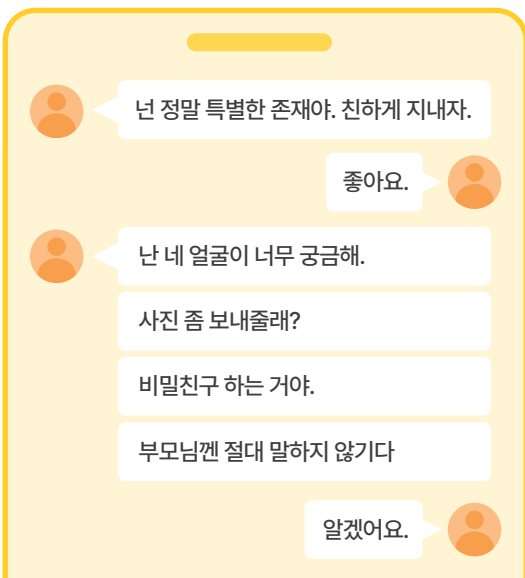 넌 정말 특별한 존재야. 친하게 지내자.
좋아요.
난 네 얼굴이 너무 궁금해.
사진 좀 보내줄래?
비밀친구 하는 거야.
부모님껜 절대 말하지 않기다
알겠어요.